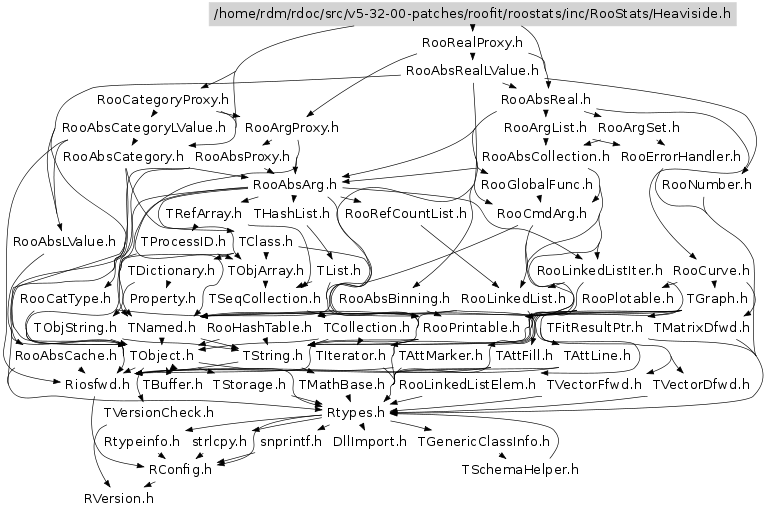 /home/rdm/rdoc/src/v5-32-00-patches/roofit/roostats/inc/RooStats/Heaviside.h
RooRealProxy.h
RooAbsRealLValue.h
RooCategoryProxy.h RooAbsReal.h
RooAbsCategoryLValue.h RooArgProxy.h RooArgList.h RooArgSet.h
RooAbsCategory.h RooAbsProxy.h RooAbsCollection.h RooErrorHandler.h
RooAbsArg.h RooGlobalFunc.h RooNumber.h
TRefArray.h THashList.h RooRefCountList.h RooCmdArg.h
RooAbsLValue.h TProcessID.h TClass.h
TDictionary.h TObjArray.h TList.h RooLinkedListIter.h RooCurve.h
RooCatType.h Property.h TSeqCollection.h RooAbsBinning.h RooLinkedList.h RooPlotable.h TGraph.h
TObjString.h TNamed.h RooHashTable.h TCollection.h RooPrintable.h TFitResultPtr.h TMatrixDfwd.h
RooAbsCache.h TObject.h TString.h TIterator.h TAttMarker.h TAttFill.h TAttLine.h
Riosfwd.h TBuffer.h TStorage.h TMathBase.h RooLinkedListElem.h TVectorFfwd.h TVectorDfwd.h
TVersionCheck.h Rtypes.h
Rtypeinfo.h strlcpy.h snprintf.h DllImport.h TGenericClassInfo.h
RConfig.h TSchemaHelper.h
RVersion.h